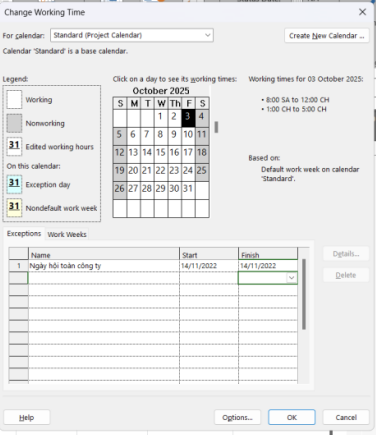 Change Working Time
For calendar: Standard (Project Calendar)
Create New Calendar ...
Calendar 'Standard' is a base calendar.
Legend:
Working
Nonworking
31 Edited working hours
On this calendar:
31 Exception day
31 Nondefault work week
Click on a day to see its working times:
October 2025
S M T W Th F S
1 2 3 4
5 6 7 8 9 10 11
12 13 14 15 16 17 18
19 20 21 22 23 24 25
26 27 28 29 30 31
Working times for 03 October 2025:
• 8:00 SA to 12:00 CH
• 1:00 CH to 5:00 CH
Based on:
Default work week on calendar
'Standard'.
Exceptions Work Weeks
Name Start Finish
1 Ngày hội toàn công ty 14/11/2022 14/11/2022
Details...
Delete
Help
Options...
OK
Cancel